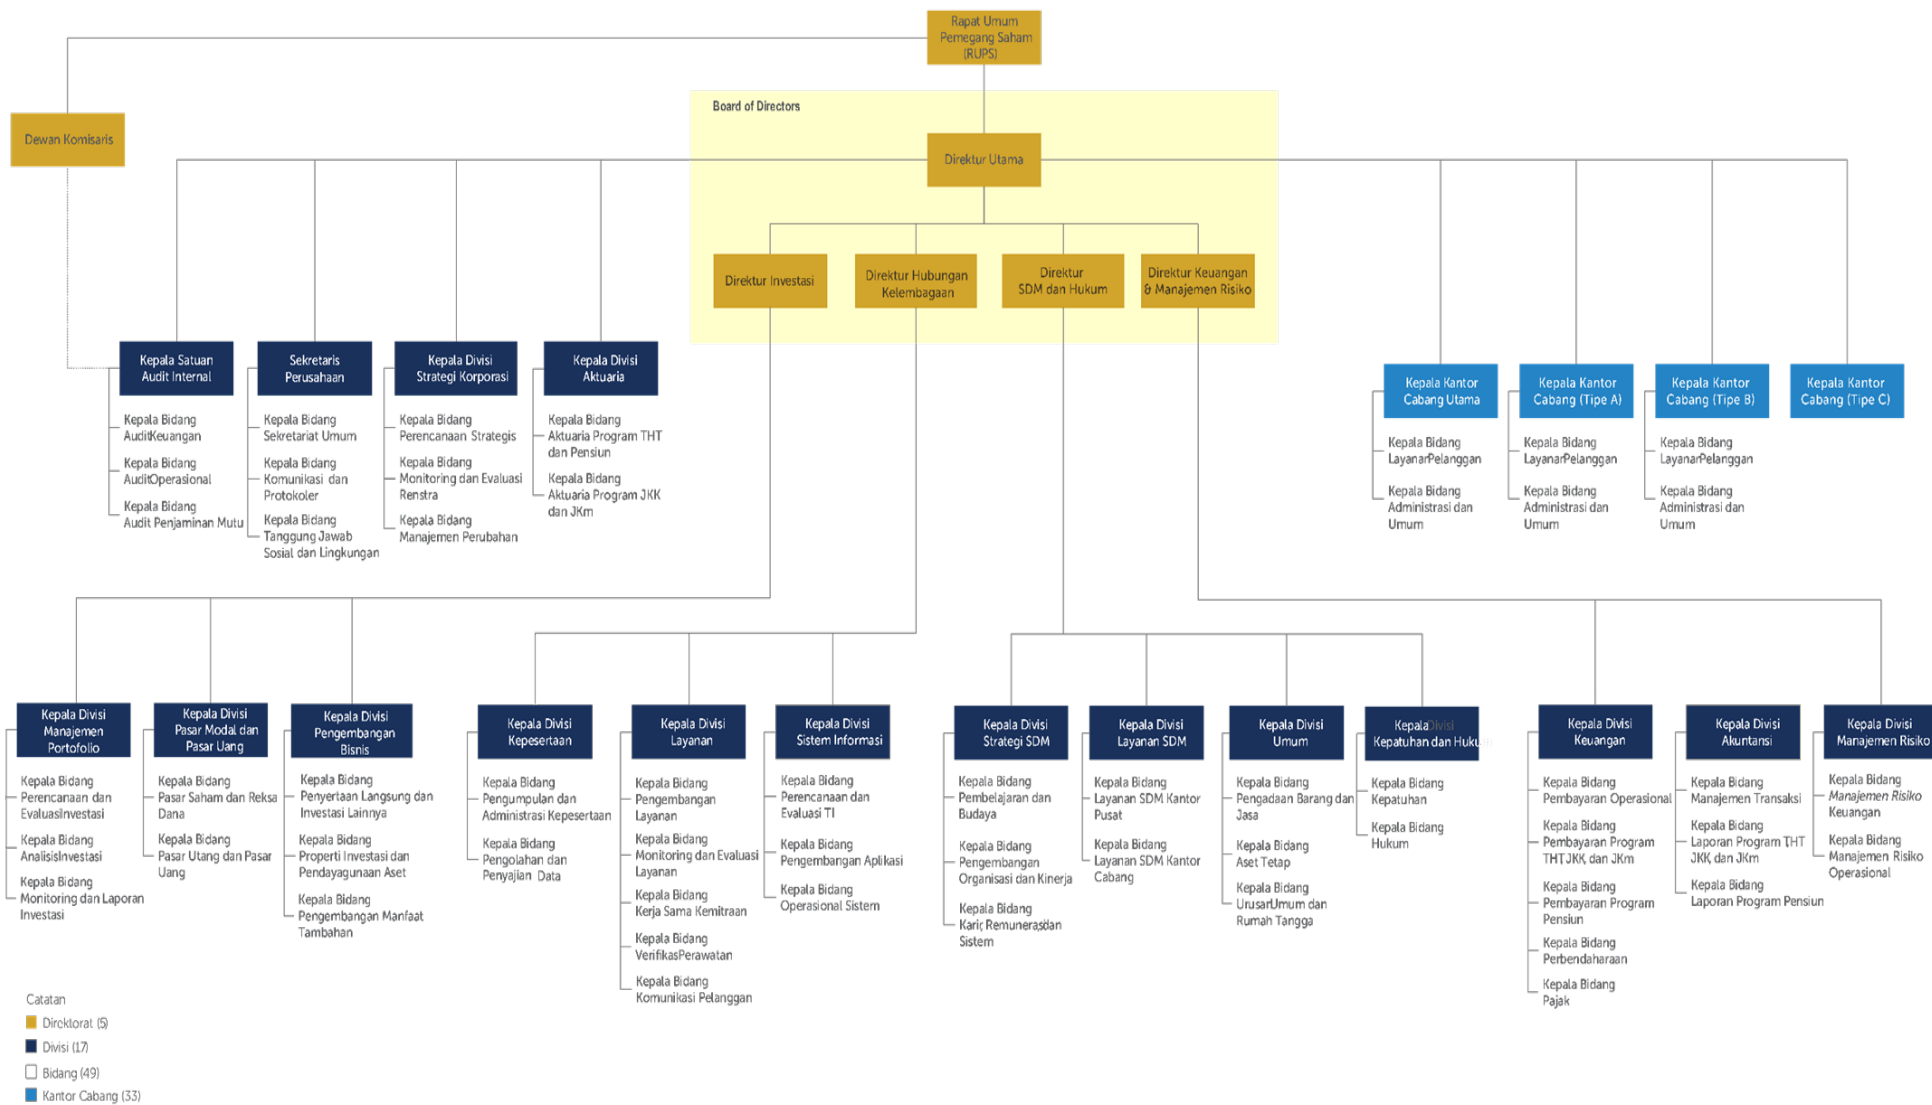 Rapat Umum
Pemegang Saham
(RUPS)
Board of Directors
Dewan Komisaris
Direktur Utama
Direktur Investasi
Direktur Hubungan
Kelembagaan
Direktur
SDM dan Hukum
Direktur Keuangan
& Manajemen Risiko
Kepala Satuan
Audit Internal
Kepala Bidang
AuditKeuangan
Kepala Bidang
AuditOperasional
Kepala Bidang
Audit Penjaminan Mutu
Sekretaris
Perusahaan
Kepala Bidang
Sekretariat Umum
Kepala Bidang
Komunikasi dan
Protokoler
Kepala Bidang
Tanggung Jawab
Sosial dan Lingkungan
Kepala Divisi
Strategi Korporasi
Kepala Bidang
Perencanaan Strategis
Kepala Bidang
Monitoring dan Evaluasi
Renstra
Kepala Bidang
Manajemen Perubahan
Kepala Divisi
Aktuaria
Kepala Bidang
Aktuaria Program THT
dan Pensiun
Kepala Bidang
Aktuaria Program JKK
dan JKm
Kepala Kantor
Cabang Utama
Kepala Bidang
LayanarPelanggan
Kepala Bidang
Administrasi dan
Umum
Kepala Kantor
Cabang (Tipe A)
Kepala Bidang
LayanarPelanggan
Kepala Bidang
Administrasi dan
Umum
Kepala Kantor
Cabang (Tipe B)
Kepala Bidang
LayanarPelanggan
Kepala Bidang
Administrasi dan
Umum
Kepala Kantor
Cabang (Tipe C)
Kepala Divisi
Manajemen
Portofolio
Kepala Bidang
Perencanaan dan
EvaluasiInvestasi
Kepala Bidang
AnalisisInvestasi
Kepala Bidang
Monitoring dan Laporan
Investasi
Kepala Divisi
Pasar Modal dan
Pasar Uang
Kepala Bidang
Pasar Saham dan Reksa
Dana
Kepala Bidang
Pasar Utang dan Pasar
Uang
Kepala Divisi
Pengembangan
Bisnis
Kepala Bidang
Penyertaan Langsung dan
Investasi Lainnya
Kepala Bidang
Properti Investasi dan
Pendayagunaan Aset
Kepala Bidang
Pengembangan Manfaat
Tambahan
Kepala Divisi
Kepesertaan
Kepala Bidang
Pengumpulan dan
Administrasi Kepesertaan
Kepala Bidang
Pengolahan dan
Penyajian Data
Kepala Divisi
Layanan
Kepala Bidang
Pengembangan
Layanan
Kepala Bidang
Monitoring dan Evaluasi
Layanan
Kepala Bidang
Kerja Sama Kemitraan
Kepala Bidang
VerifikasPerawatan
Kepala Bidang
Komunikasi Pelanggan
Kepala Divisi
Sistem Informasi
Kepala Bidang
Perencanaan dan
Evaluasi TI
Kepala Bidang
Pengembangan Aplikasi
Kepala Bidang
Operasional Sistem
Kepala Divisi
Strategi SDM
Kepala Bidang
Pembelajaran dan
Budaya
Kepala Bidang
Pengembangan
Organisasi dan Kinerja
Kepala Bidang
Karir, Remunerasdan
Sistem
Kepala Divisi
Layanan SDM
Kepala Bidang
Layanan SDM Kantor
Pusat
Kepala Bidang
Layanan SDM Kantor
Cabang
Kepala Divisi
Umum
Kepala Bidang
Pengadaan Barang dan
Jasa
Kepala Bidang
Aset Tetap
Kepala Bidang
UrusarUmum dan
Rumah Tangga
Kepala Divisi
Kepatuhan dan Hukum
Kepala Bidang
Kepatuhan
Kepala Bidang
Hukum
Kepala Divisi
Keuangan
Kepala Bidang
Pembayaran Operasional
Kepala Bidang
Pembayaran Program
THTJKK, dan JKm
Kepala Bidang
Pembayaran Program
Pensiun
Kepala Bidang
Perbendaharaan
Kepala Bidang
Pajak
Kepala Divisi
Akuntansi
Kepala Bidang
Manajemen Transaksi
Kepala Bidang
Laporan Program THT
JKK, dan JKm
Kepala Bidang
Laporan Program Pensiun
Kepala Divisi
Manajemen Risiko
Kepala Bidang
Manajemen Risiko
Keuangan
Kepala Bidang
Manajemen Risiko
Operasional
Catatan
Direktorat (5)
Divisi (17)
Bidang (49)
Kantor Cabang (33)